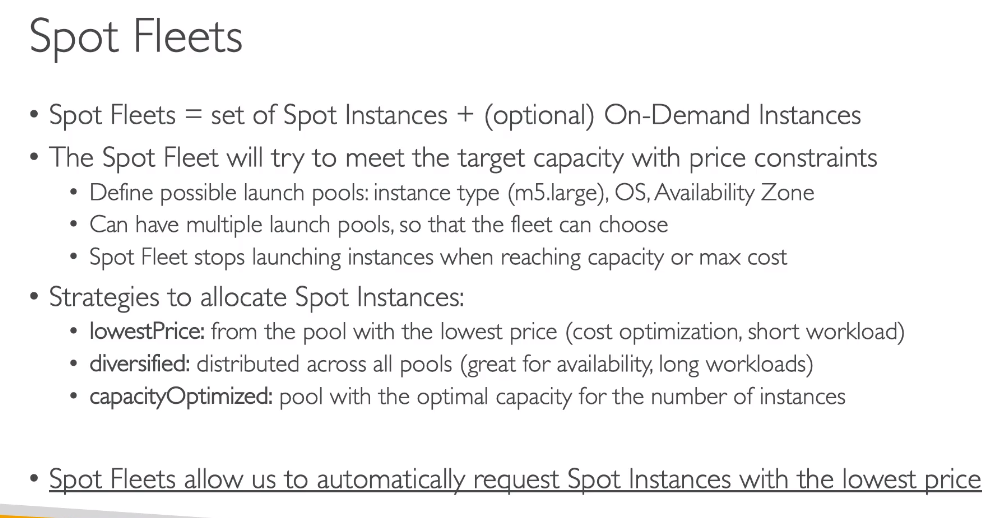 Spot Fleets
• Spot Fleets = set of Spot Instances + (optional) On-Demand Instances
• The Spot Fleet will try to meet the target capacity with price constraints
• Define possible launch pools: instance type (m5.large), OS, Availability Zone
• Can have multiple launch pools, so that the fleet can choose
• Spot Fleet stops launching instances when reaching capacity or max cost
• Strategies to allocate Spot Instances:
• lowestPrice: from the pool with the lowest price (cost optimization, short workload)
• diversified: distributed across all pools (great for availability, long workloads)
• capacityOptimized: pool with the optimal capacity for the number of instances
• Spot Fleets allow us to automatically request Spot Instances with the lowest price